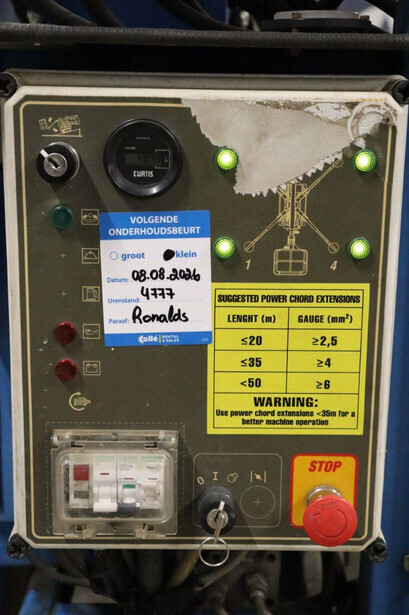 CURTIS
VOLGENDE
ONDERHOUDSBEURT
groot klein
Datum: 08.08.2026
Urenstand: 4777
Paraaf: Ronalds
Collé RENTAL & SALES
1 4
SUGGESTED POWER CHORD EXTENSIONS
LENGHT (m) GAUGE (mm²)
≤20 ≥2,5
≤35 ≥4
<50 ≥6
WARNING:
Use power chord extensions <35m for a
better machine operation
STOP
0 I